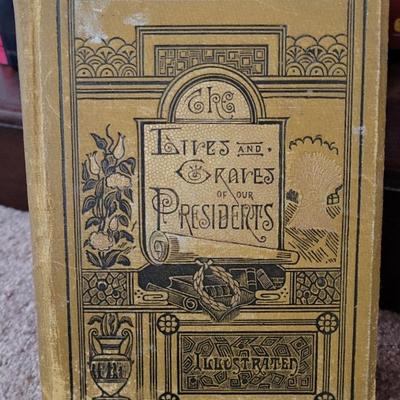 The
Lives AND
Graves
OF OUR
Presidents
Illustrated